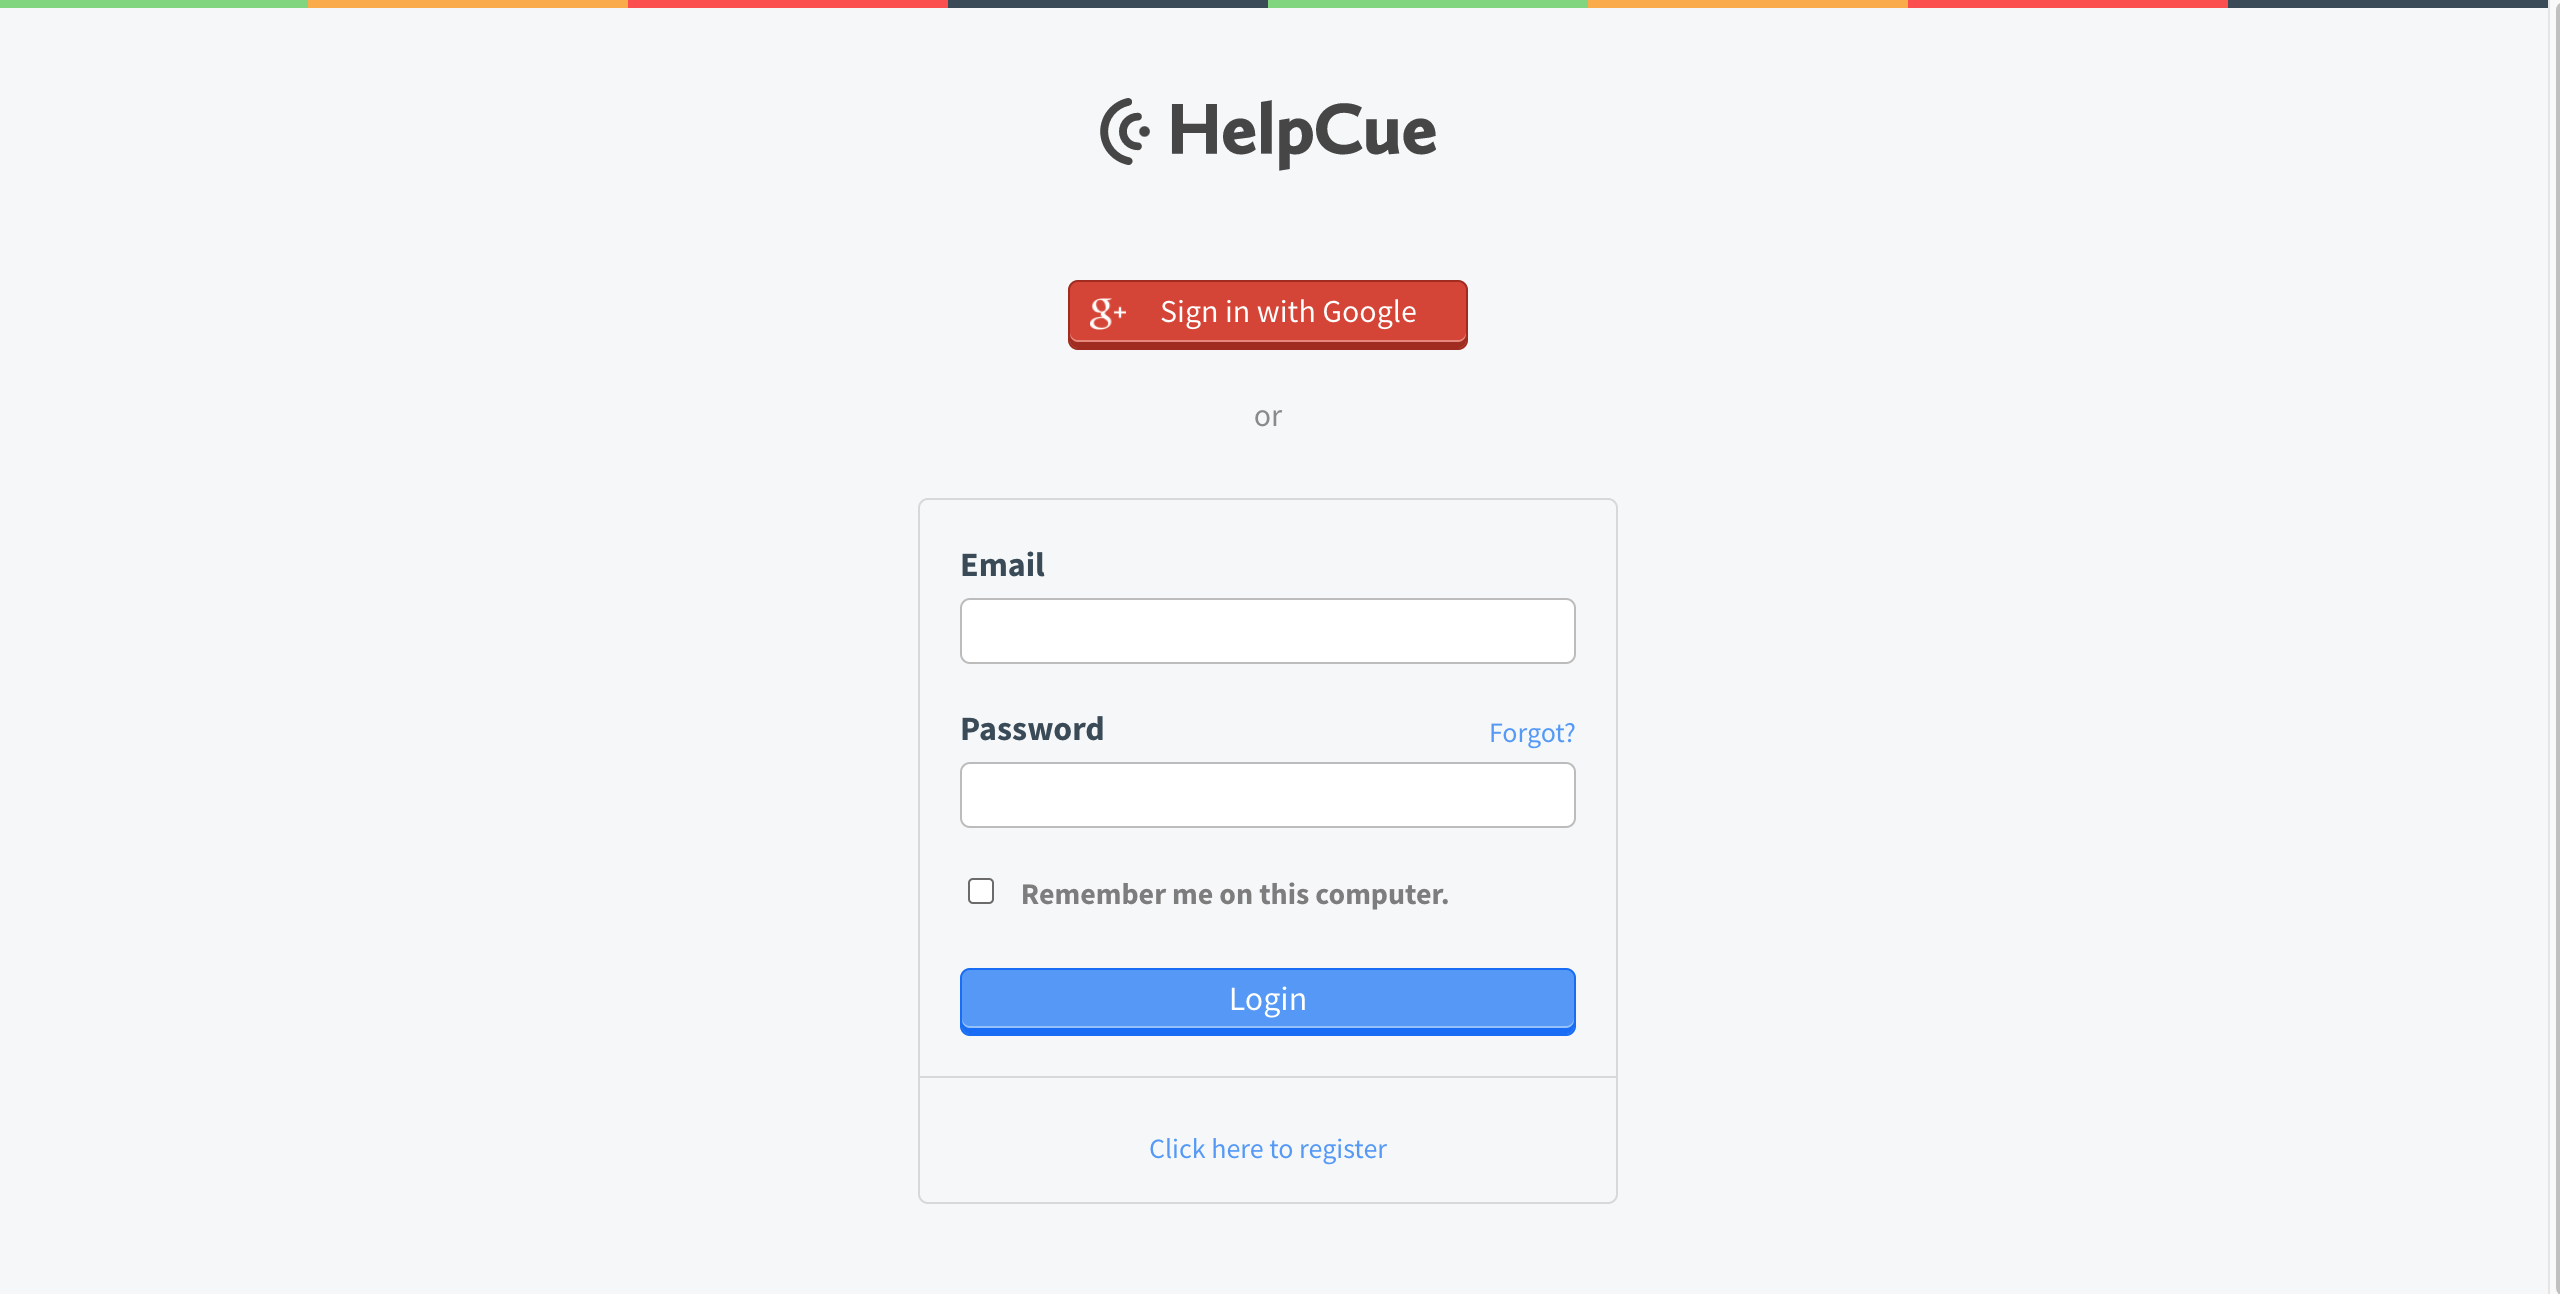 HelpCue
g+ Sign in with Google
or
Email
Password Forgot?
Remember me on this computer.
Login
Click here to register